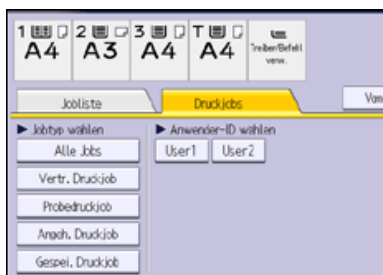 1 2 3 T
A4 A3 A4 A4 Treiber/Befehl
verw.
Jobliste Druckjobs
Jobtyp wählen Anwender-ID wählen
Alle Jobs User1 User2
Vertr. Druckjob
Probedruckjob
Angeh. Druckjob
Gespei. Druckjob